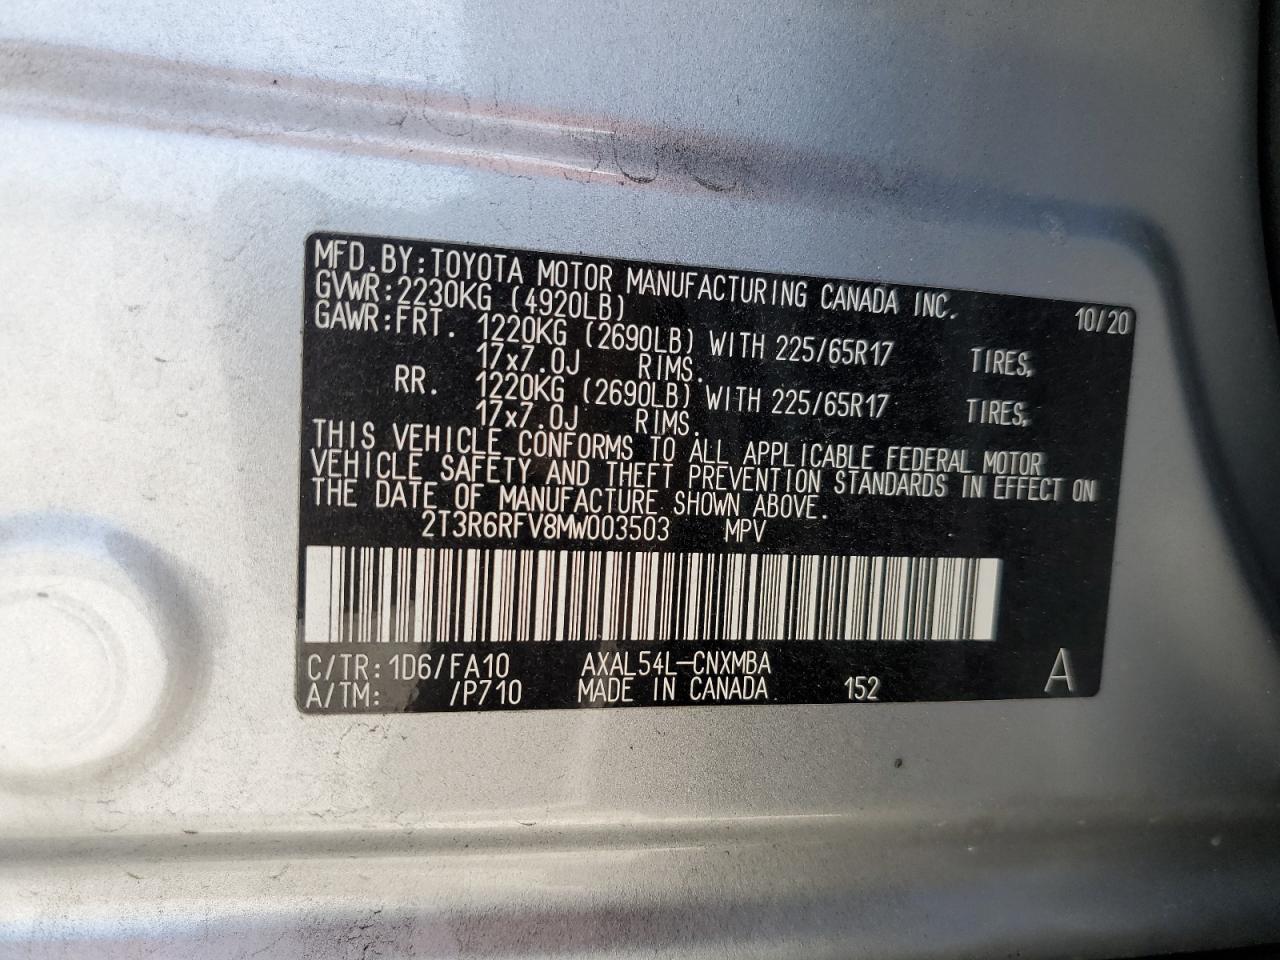 MFD.BY:TOYOTA MOTOR MANUFACTURING CANADA INC.
GVWR:2230KG (4920LB) 10/20
GAWR:FRT. 1220KG (2690LB) WITH 225/65R17 TIRES,
17x7.0J RIMS.
RR. 1220KG (2690LB) WITH 225/65R17 TIRES,
17x7.0J RIMS.
THIS VEHICLE CONFORMS TO ALL APPLICABLE FEDERAL MOTOR
VEHICLE SAFETY AND THEFT PREVENTION STANDARDS IN EFFECT ON
THE DATE OF MANUFACTURE SHOWN ABOVE.
2T3R6RFV8MW003503 MPV
C/TR:1D6/FA10 AXAL54L-CNXMBA A
A/TM: /P710 MADE IN CANADA 152